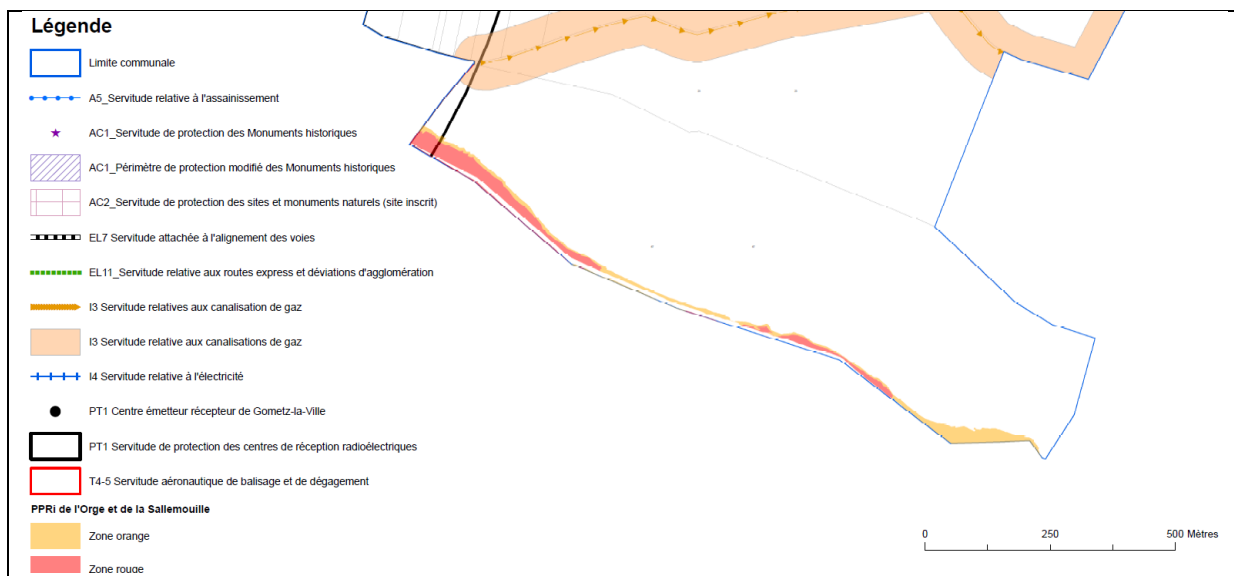 Légende
Limite communale
A5_Servitude relative à l'assainissement
AC1_Servitude de protection des Monuments historiques
AC1_Périmètre de protection modifié des Monuments historiques
AC2_Servitude de protection des sites et monuments naturels (site inscrit)
EL7 Servitude attachée à l'alignement des voies
EL11_Servitude relative aux routes express et déviations d'agglomération
I3 Servitude relatives aux canalisation de gaz
I3 Servitude relative aux canalisations de gaz
I4 Servitude relative à l'électricité
PT1 Centre émetteur récepteur de Gometz-la-Ville
PT1 Servitude de protection des centres de réception radioélectriques
T4-5 Servitude aéronautique de balisage et de dégagement
PPRi de l'Orge et de la Sallemouille
Zone orange
Zone rouge
0 250 500 Mètres